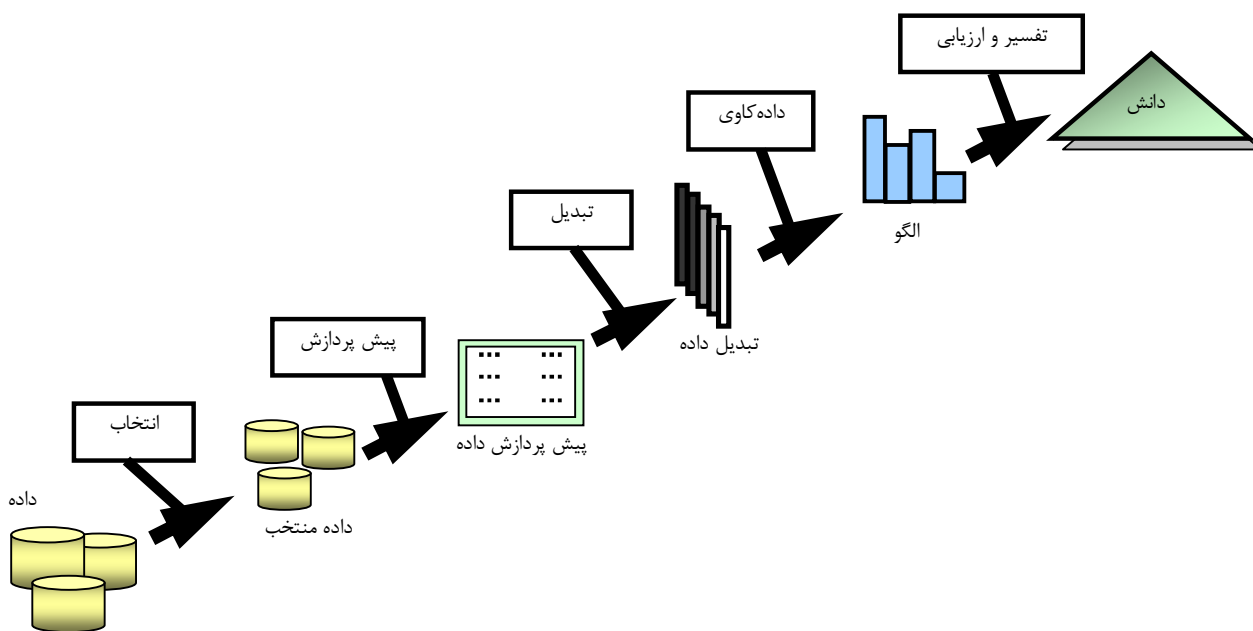 تفسیر و ارزیابی
دانش
داده‌کاوی
الگو
تبدیل
تبدیل داده
پیش پردازش
پیش پردازش داده
انتخاب
داده منتخب
داده